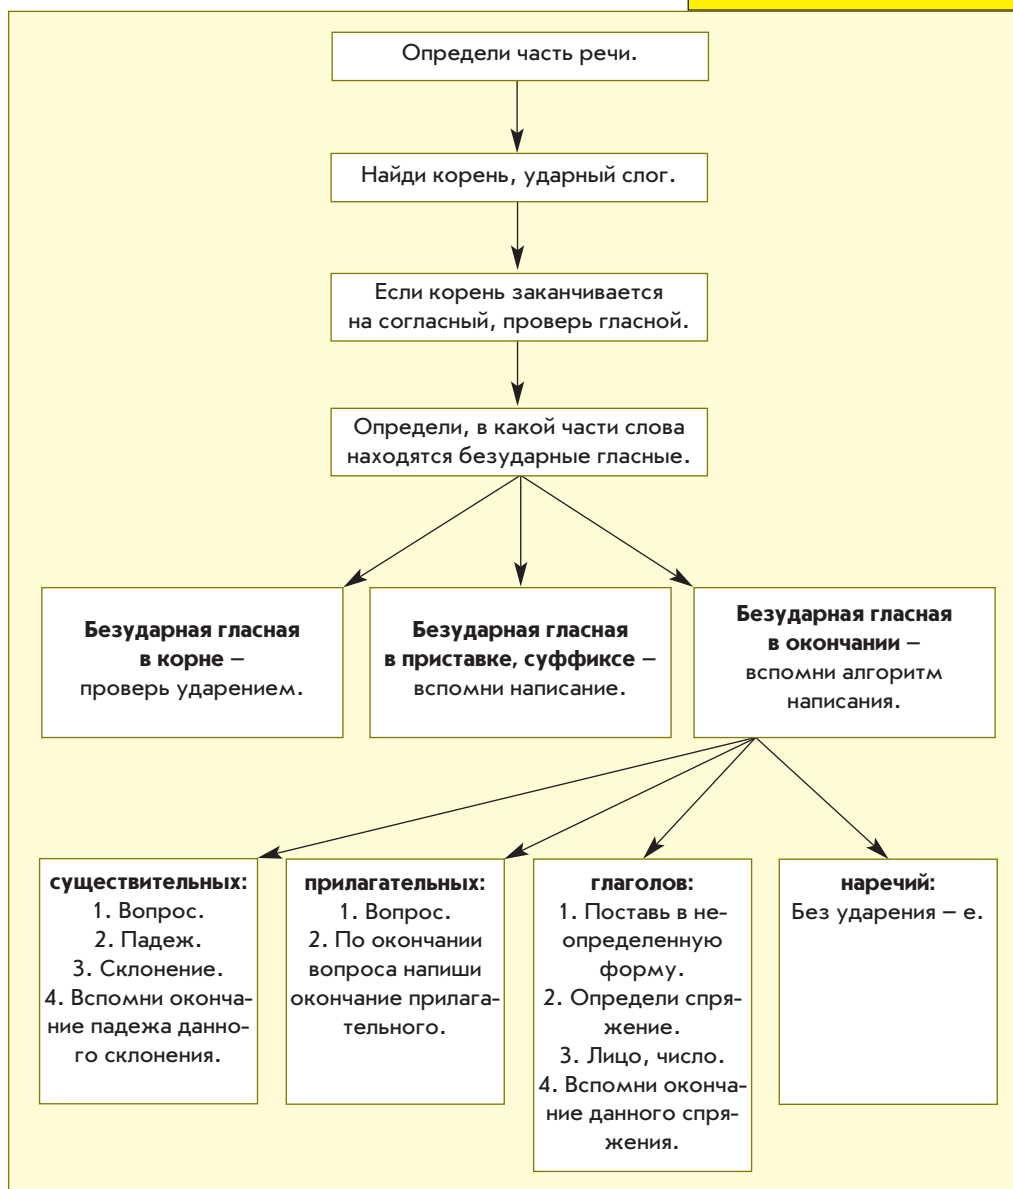 Определи часть речи.
Найди корень, ударный слог.
Если корень заканчивается
на согласный, проверь гласной.
Определи, в какой части слова
находятся безударные гласные.
Безударная гласная
в корне –
проверь ударением.
Безударная гласная
в приставке, суффиксе –
вспомни написание.
Безударная гласная
в окончании –
вспомни алгоритм
написания.
существительных:
1. Вопрос.
2. Падеж.
3. Склонение.
4. Вспомни оконча-
ние падежа данно-
го склонения.
прилагательных:
1. Вопрос.
2. По окончании
вопроса напиши
окончание прилага-
тельного.
глаголов:
1. Поставь в не-
определенную
форму.
2. Определи спря-
жение.
3. Лицо, число.
4. Вспомни оконча-
ние данного спря-
жения.
наречий:
Без ударения – е.